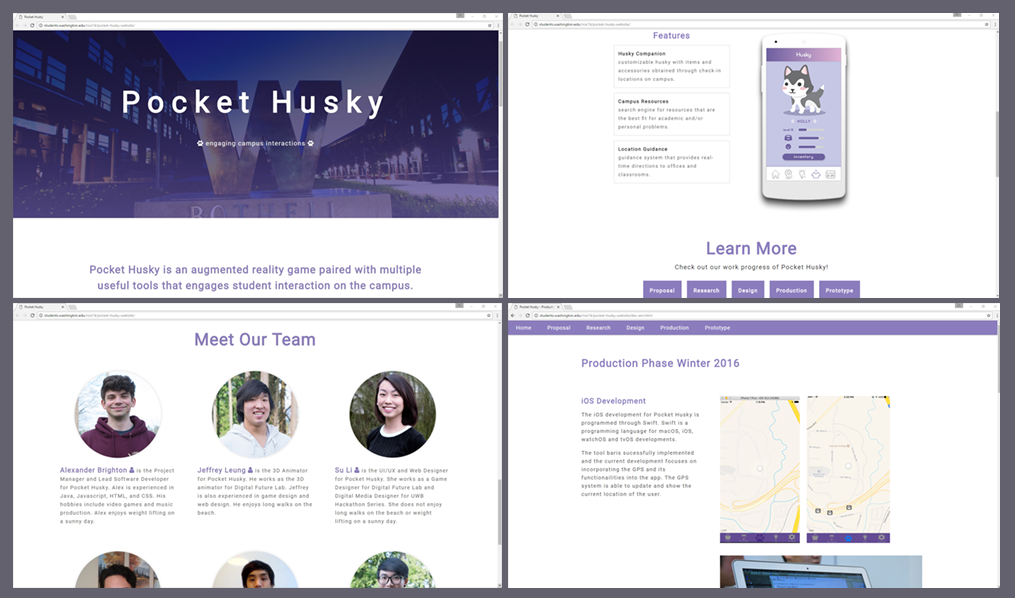 Pocket Husky
students.washington.edu
Pocket Husky
engaging campus interactions
BOTHELL
Pocket Husky is an augmented reality game paired with multiple
useful tools that engages student interaction on the campus.
Pocket Husky
students.washington.edu
Features
Husky Companion
customizable husky with items and
accessories obtained through check-in
locations on campus.
Campus Resources
search engine for resources that are
the best fit for academic and/or
personal problems.
Location Guidance
guidance system that provides real-
time directions to offices and
classrooms.
Husky
HOLLY
inventory
Learn More
Check out our work progress of Pocket Husky!
Proposal Research Design Production Prototype
Pocket Husky
students.washington.edu
Meet Our Team
Alexander Brighton is the Project
Manager and Lead Software Developer
for Pocket Husky. Alex is experienced in
Java, Javascript, HTML, and CSS. His
hobbies include video games and music
production. Alex enjoys weight lifting on
a sunny day.
Jeffrey Leung is the 3D Animator
for Pocket Husky. He works as the 3D
animator for Digital Future Lab. Jeffrey
is also experienced in game design and
web design. He enjoys long walks on the
beach.
Su Li is the UI/UX and Web Designer
for Pocket Husky. She works as a Game
Designer for Digital Future Lab and
Digital Media Designer for UWB
Hackathon Series. She does not enjoy
long walks on the beach or weight
lifting on a sunny day.
Pocket Husky - Product
students.washington.edu
Home Proposal Research Design Production Prototype
Production Phase Winter 2016
iOS Development
The iOS development for Pocket Husky is
programmed through Swift. Swift is a
programming language for macOS, iOS,
watchOS and tvOS developments.
The tool baris sucessfully implemented
and the current development focuses on
incorporating the GPS and its
functionsilities into the app. The GPS
system is able to update and show the
current location of the user.